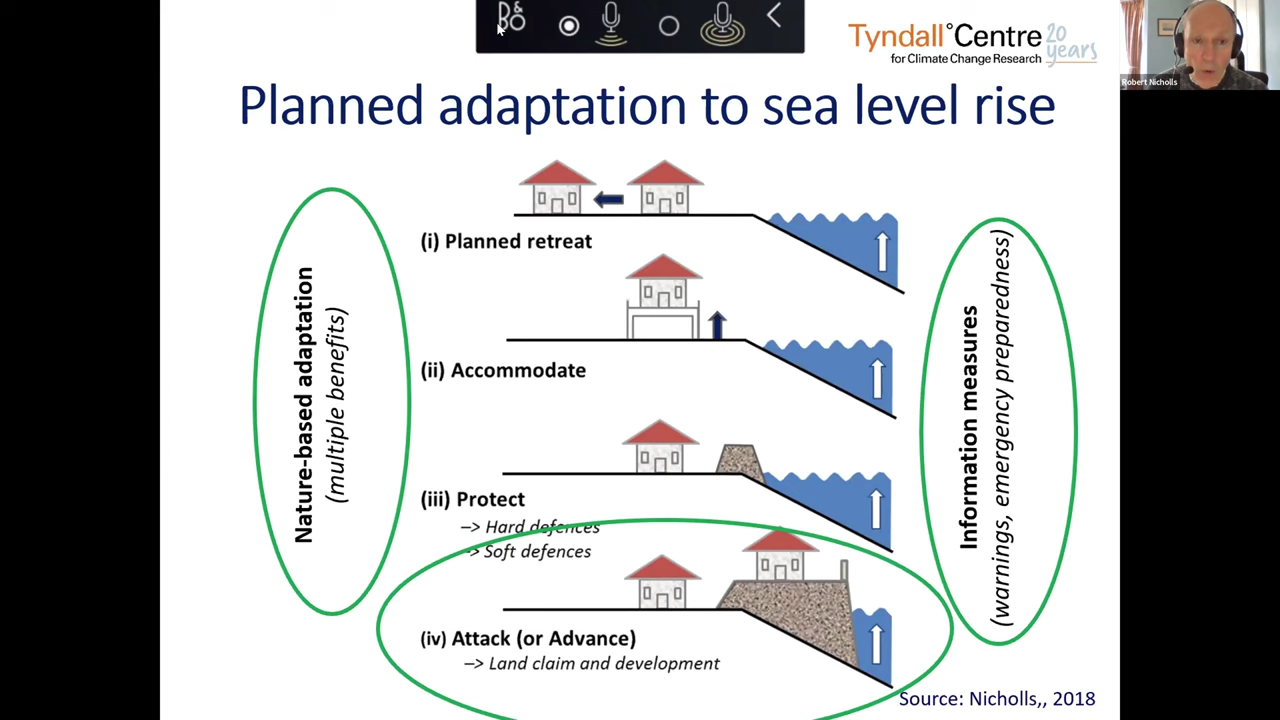 B&O
Tyndall°Centre
for Climate Change Research
20 years
Robert Nicholls
Planned adaptation to sea level rise
(i) Planned retreat
(ii) Accommodate
(iii) Protect
–> Hard defences
–> Soft defences
(iv) Attack (or Advance)
–> Land claim and development
Nature-based adaptation
(multiple benefits)
Information measures
(warnings, emergency preparedness)
Source: Nicholls,, 2018